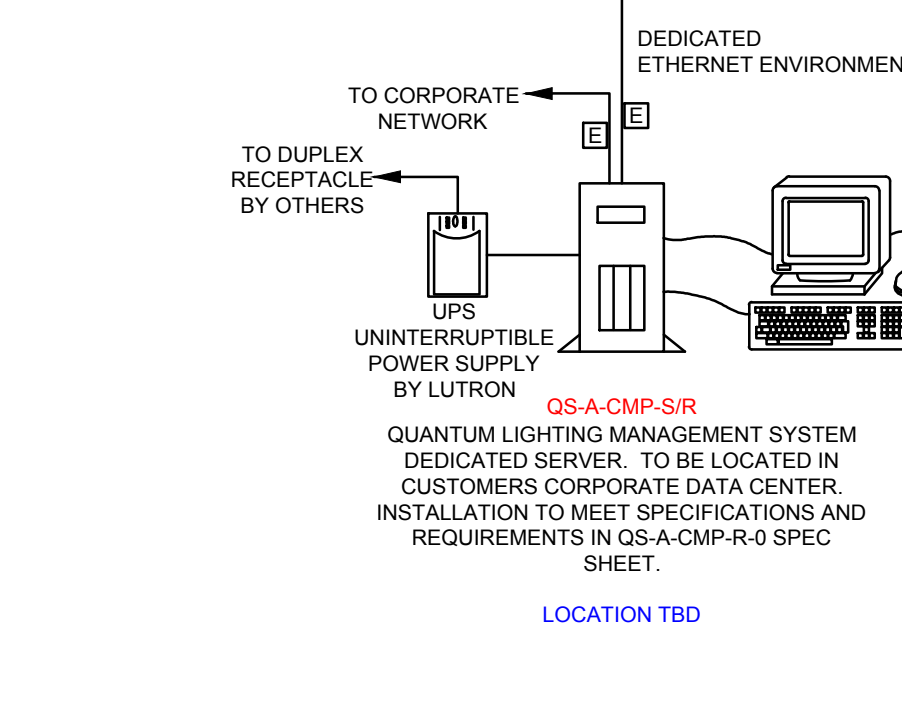 DEDICATED
ETHERNET ENVIRONMEN
TO CORPORATE
NETWORK
E
E
TO DUPLEX
RECEPTACLE
BY OTHERS
UPS
UNINTERRUPTIBLE
POWER SUPPLY
BY LUTRON
QS-A-CMP-S/R
QUANTUM LIGHTING MANAGEMENT SYSTEM
DEDICATED SERVER. TO BE LOCATED IN
CUSTOMERS CORPORATE DATA CENTER.
INSTALLATION TO MEET SPECIFICATIONS AND
REQUIREMENTS IN QS-A-CMP-R-0 SPEC
SHEET.
LOCATION TBD